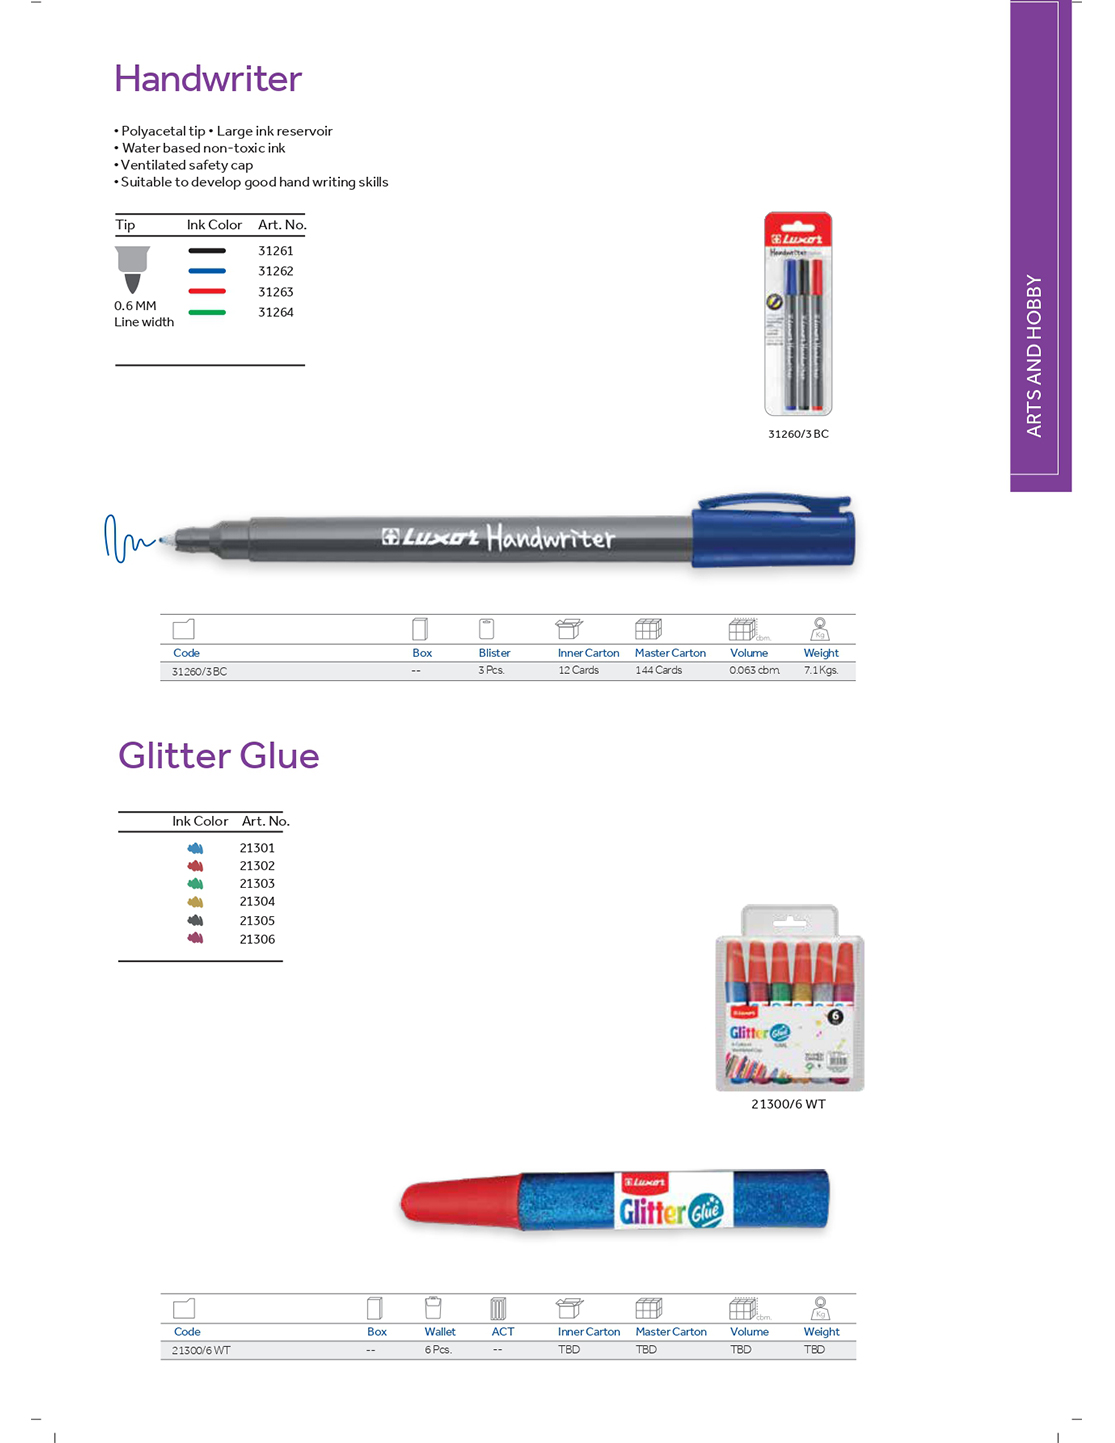 Handwriter
• Polyacetal tip • Large ink reservoir
• Water based non-toxic ink
• Ventilated safety cap
• Suitable to develop good hand writing skills
Tip Ink Color Art. No.
31261
31262
31263
31264
0.6 MM
Line width
Luxor
Handwriter
31260/3 BC
ARTS AND HOBBY
Luxor Handwriter
cbm.
Kg
Code Box Blister Inner Carton Master Carton Volume Weight
31260/3 BC -- 3 Pcs. 12 Cards 144 Cards 0.063 cbm. 7.1 Kgs.
Glitter Glue
Ink Color Art. No.
21301
21302
21303
21304
21305
21306
Luxor
6
Glitter Glue
21300/6 WT
Luxor
Glitter Glue
cbm.
Kg
Code Box Wallet ACT Inner Carton Master Carton Volume Weight
21300/6 WT -- 6 Pcs. -- TBD TBD TBD TBD